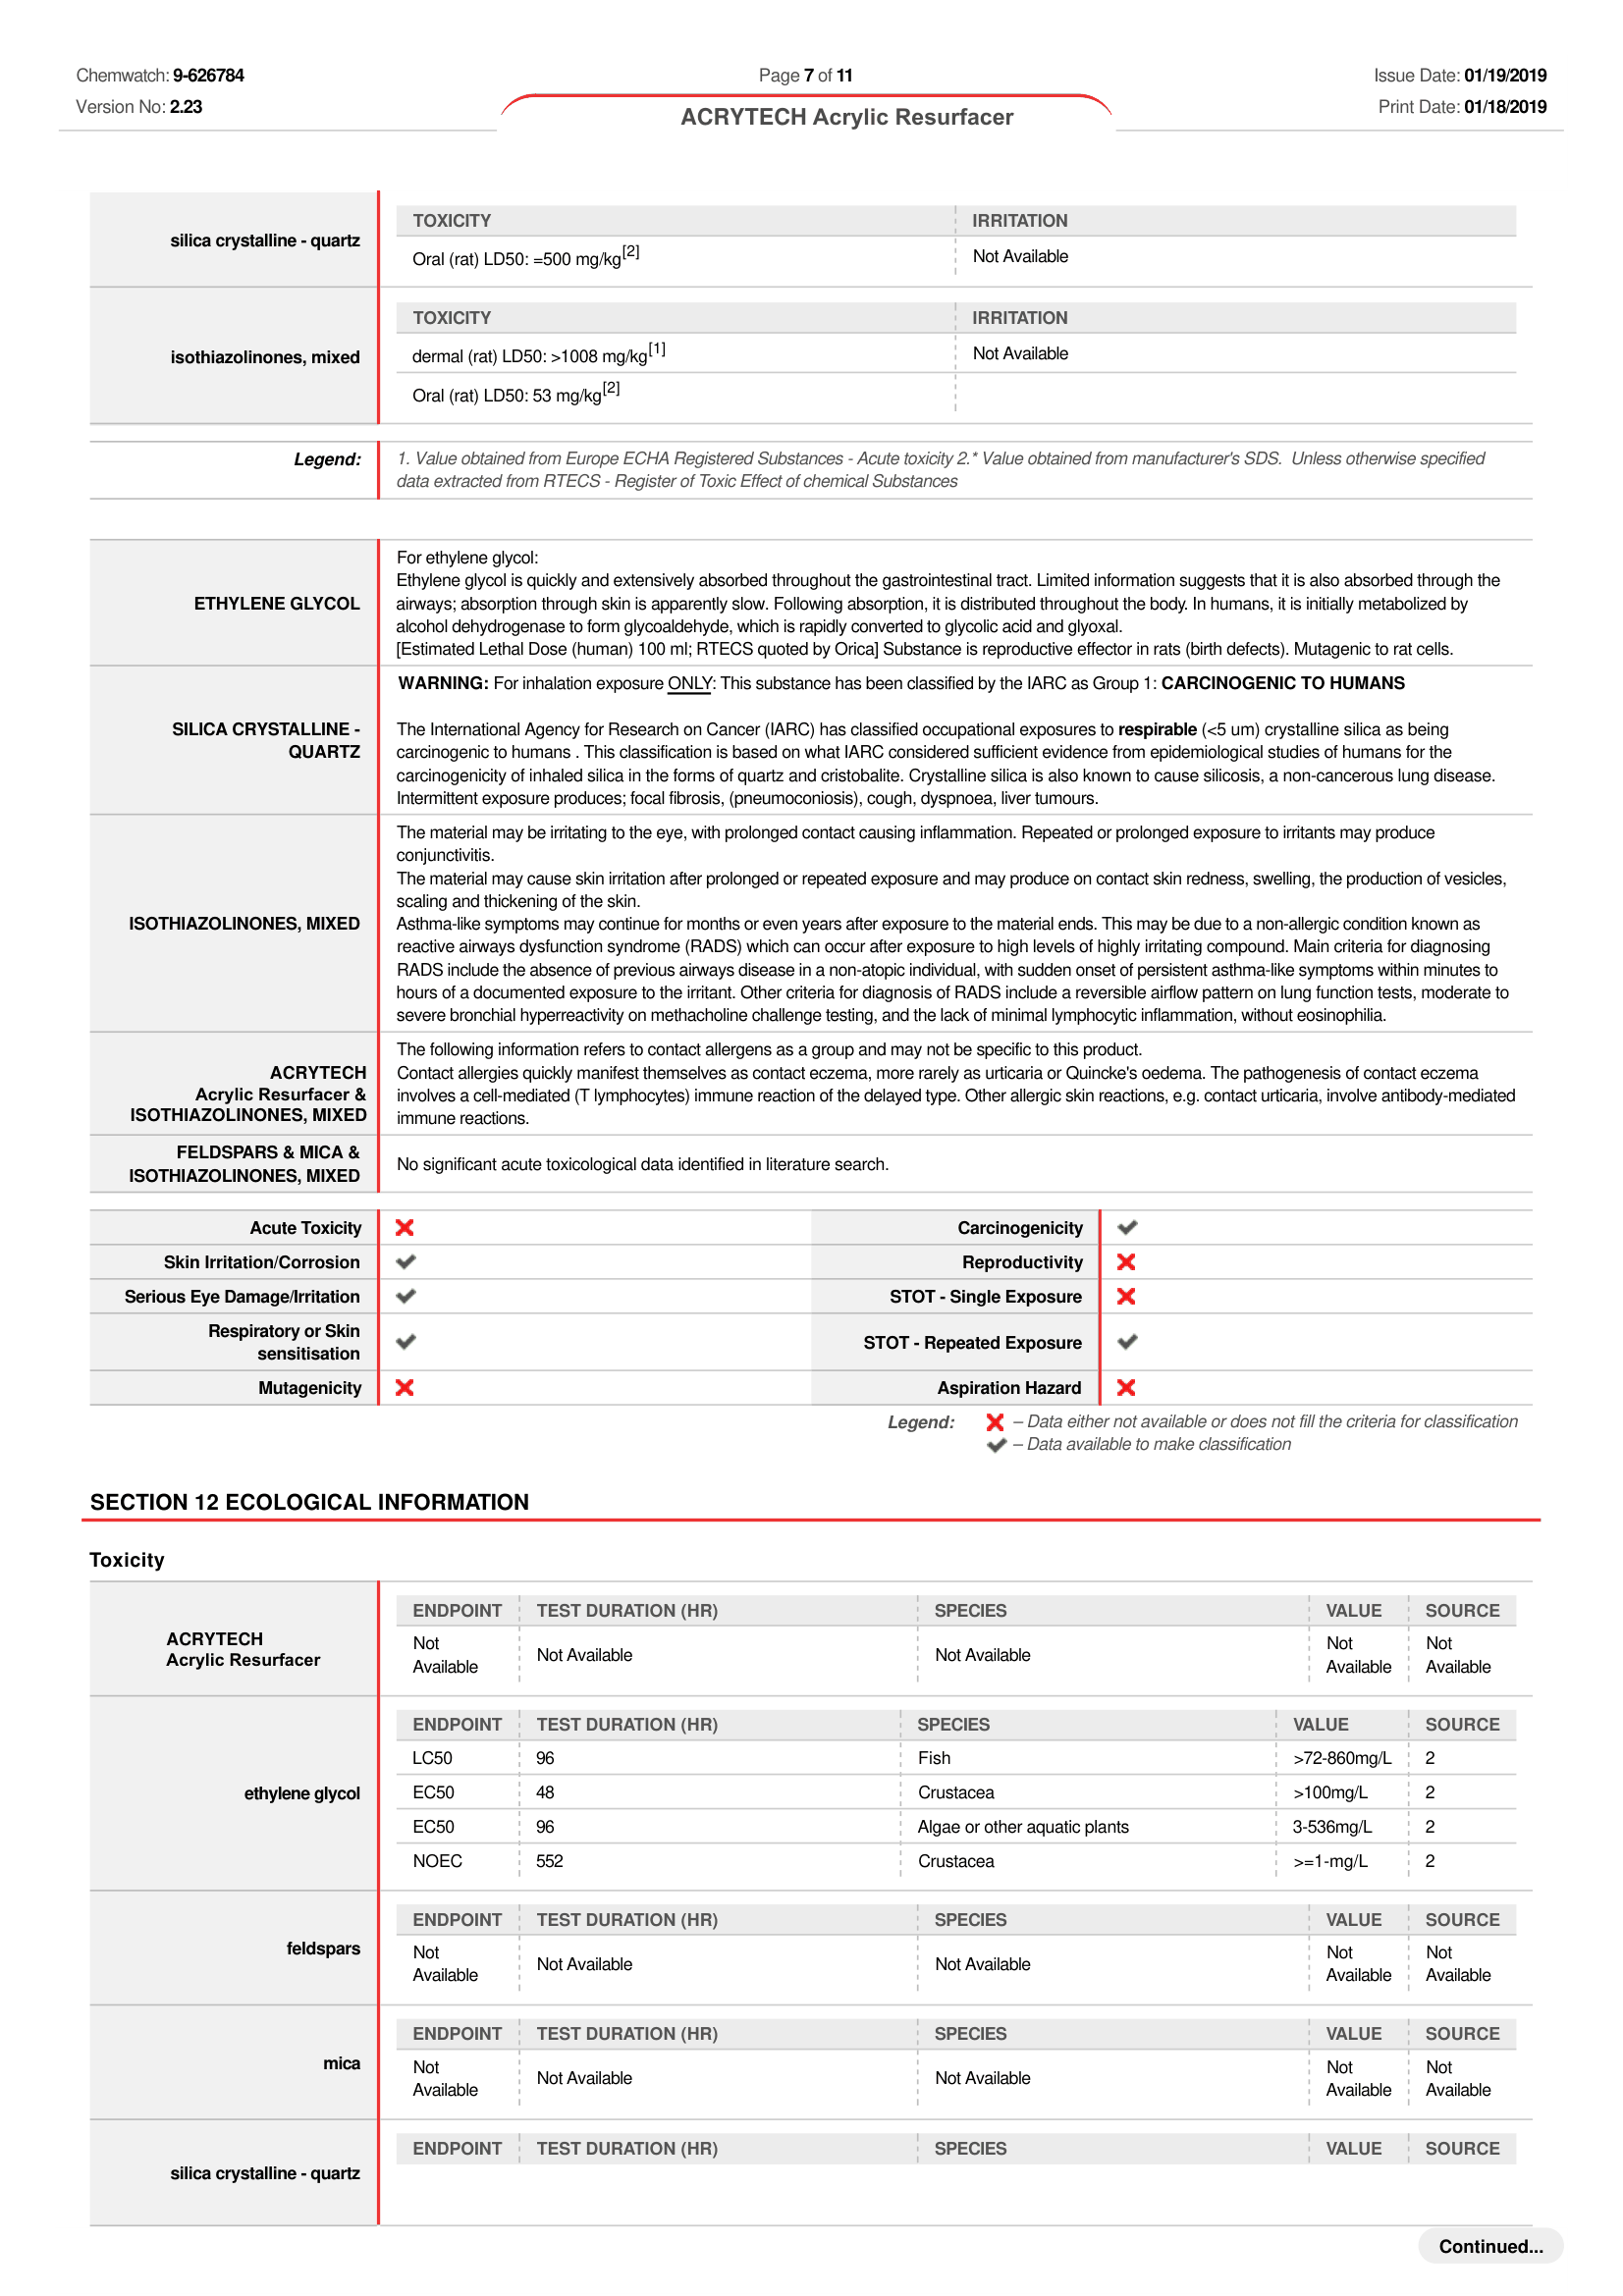 Chemwatch: 9-626784
Page 7 of 11
Issue Date: 01/19/2019
Version No: 2.23
ACRYTECH Acrylic Resurfacer
Print Date: 01/18/2019
silica crystalline - quartz
TOXICITY
IRRITATION
Oral (rat) LD50: =500 mg/kg[2]
Not Available
isothiazolinones, mixed
TOXICITY
IRRITATION
dermal (rat) LD50: >1008 mg/kg[1]
Not Available
Oral (rat) LD50: 53 mg/kg[2]
Legend:
1. Value obtained from Europe ECHA Registered Substances - Acute toxicity 2.* Value obtained from manufacturer's SDS. Unless otherwise specified
data extracted from RTECS - Register of Toxic Effect of chemical Substances
ETHYLENE GLYCOL
For ethylene glycol:
Ethylene glycol is quickly and extensively absorbed throughout the gastrointestinal tract. Limited information suggests that it is also absorbed through the
airways; absorption through skin is apparently slow. Following absorption, it is distributed throughout the body. In humans, it is initially metabolized by
alcohol dehydrogenase to form glycoaldehyde, which is rapidly converted to glycolic acid and glyoxal.
[Estimated Lethal Dose (human) 100 ml; RTECS quoted by Orica] Substance is reproductive effector in rats (birth defects). Mutagenic to rat cells.
SILICA CRYSTALLINE -
QUARTZ
WARNING: For inhalation exposure ONLY: This substance has been classified by the IARC as Group 1: CARCINOGENIC TO HUMANS
The International Agency for Research on Cancer (IARC) has classified occupational exposures to respirable (<5 um) crystalline silica as being
carcinogenic to humans . This classification is based on what IARC considered sufficient evidence from epidemiological studies of humans for the
carcinogenicity of inhaled silica in the forms of quartz and cristobalite. Crystalline silica is also known to cause silicosis, a non-cancerous lung disease.
Intermittent exposure produces; focal fibrosis, (pneumoconiosis), cough, dyspnoea, liver tumours.
ISOTHIAZOLINONES, MIXED
The material may be irritating to the eye, with prolonged contact causing inflammation. Repeated or prolonged exposure to irritants may produce
conjunctivitis.
The material may cause skin irritation after prolonged or repeated exposure and may produce on contact skin redness, swelling, the production of vesicles,
scaling and thickening of the skin.
Asthma-like symptoms may continue for months or even years after exposure to the material ends. This may be due to a non-allergic condition known as
reactive airways dysfunction syndrome (RADS) which can occur after exposure to high levels of highly irritating compound. Main criteria for diagnosing
RADS include the absence of previous airways disease in a non-atopic individual, with sudden onset of persistent asthma-like symptoms within minutes to
hours of a documented exposure to the irritant. Other criteria for diagnosis of RADS include a reversible airflow pattern on lung function tests, moderate to
severe bronchial hyperreactivity on methacholine challenge testing, and the lack of minimal lymphocytic inflammation, without eosinophilia.
ACRYTECH
Acrylic Resurfacer &
ISOTHIAZOLINONES, MIXED
The following information refers to contact allergens as a group and may not be specific to this product.
Contact allergies quickly manifest themselves as contact eczema, more rarely as urticaria or Quincke's oedema. The pathogenesis of contact eczema
involves a cell-mediated (T lymphocytes) immune reaction of the delayed type. Other allergic skin reactions, e.g. contact urticaria, involve antibody-mediated
immune reactions.
FELDSPARS & MICA &
ISOTHIAZOLINONES, MIXED
No significant acute toxicological data identified in literature search.
Acute Toxicity ✖ Carcinogenicity ✔
Skin Irritation/Corrosion ✔ Reproductivity ✖
Serious Eye Damage/Irritation ✔ STOT - Single Exposure ✖
Respiratory or Skin
sensitisation ✔ STOT - Repeated Exposure ✔
Mutagenicity ✖ Aspiration Hazard ✖
Legend: ✖ – Data either not available or does not fill the criteria for classification
✔ – Data available to make classification
SECTION 12 ECOLOGICAL INFORMATION
Toxicity
ACRYTECH
Acrylic Resurfacer
ENDPOINT TEST DURATION (HR) SPECIES VALUE SOURCE
Not
Available
Not Available
Not Available
Not
Available
Not
Available
ethylene glycol
ENDPOINT TEST DURATION (HR) SPECIES VALUE SOURCE
LC50 96 Fish >72-860mg/L 2
EC50 48 Crustacea >100mg/L 2
EC50 96 Algae or other aquatic plants 3-536mg/L 2
NOEC 552 Crustacea >=1-mg/L 2
feldspars
ENDPOINT TEST DURATION (HR) SPECIES VALUE SOURCE
Not
Available
Not Available
Not Available
Not
Available
Not
Available
mica
ENDPOINT TEST DURATION (HR) SPECIES VALUE SOURCE
Not
Available
Not Available
Not Available
Not
Available
Not
Available
silica crystalline - quartz
ENDPOINT TEST DURATION (HR) SPECIES VALUE SOURCE
Continued...